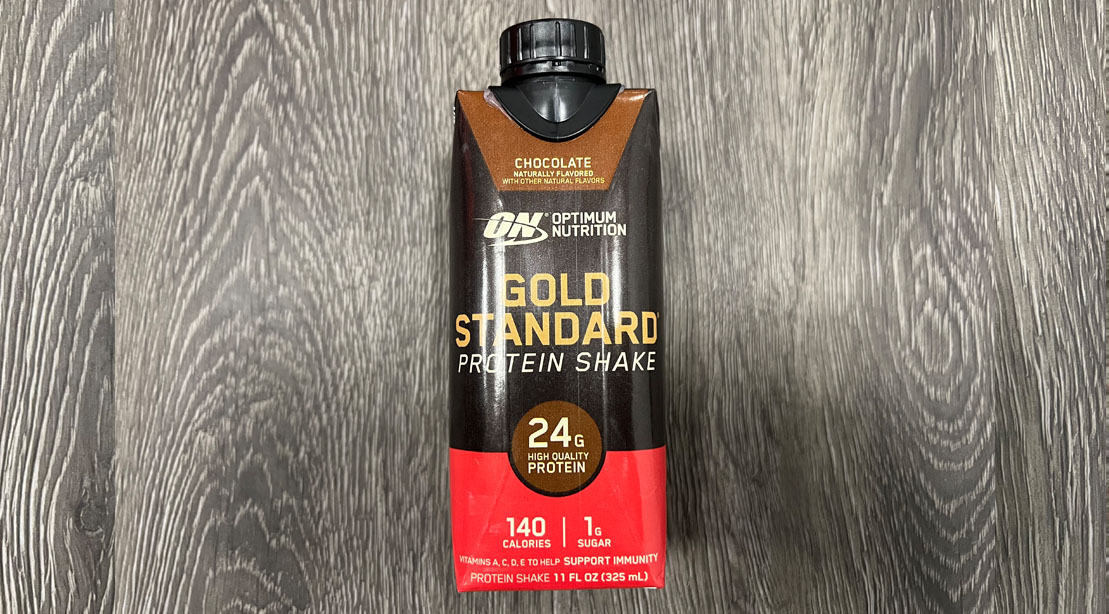 CHOCOLATE
NATURALLY FLAVORED
WITH OTHER NATURAL FLAVORS
ON® OPTIMUM
NUTRITION
GOLD
STANDARD®
PROTEIN SHAKE
24G
HIGH QUALITY
PROTEIN
140 | 1G
CALORIES | SUGAR
VITAMINS A, C, D, E TO HELP SUPPORT IMMUNITY
PROTEIN SHAKE 11 FL OZ (325 mL)